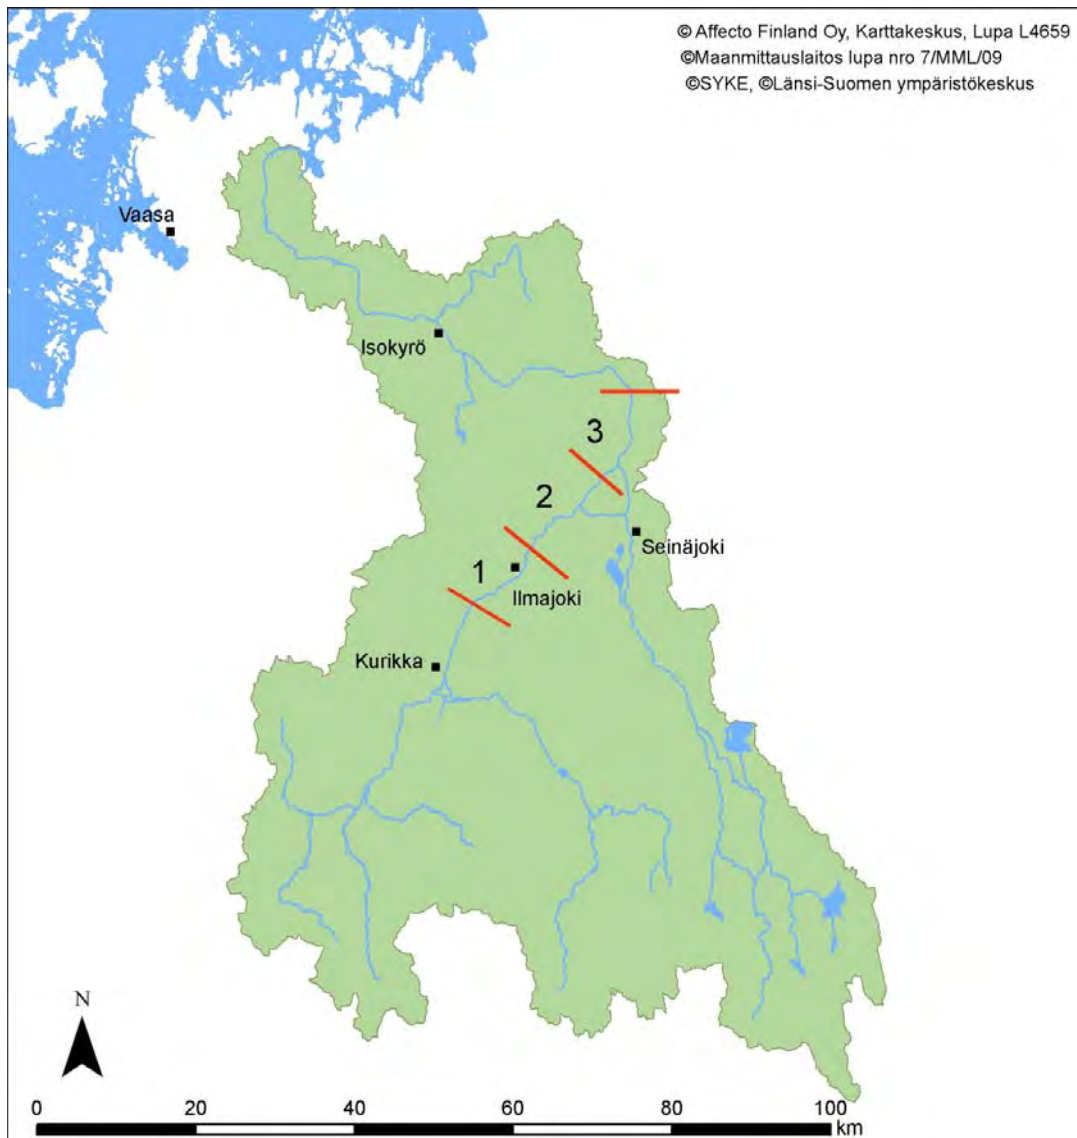 © Affecto Finland Oy, Karttakeskus, Lupa L4659
©Maanmittauslaitos lupa nro 7/MML/09
©SYKE, ©Länsi-Suomen ympäristökeskus
Vaasa
Isokyrö
3
2
Seinäjoki
1
Ilmajoki
Kurikka
N
0 20 40 60 80 100
km